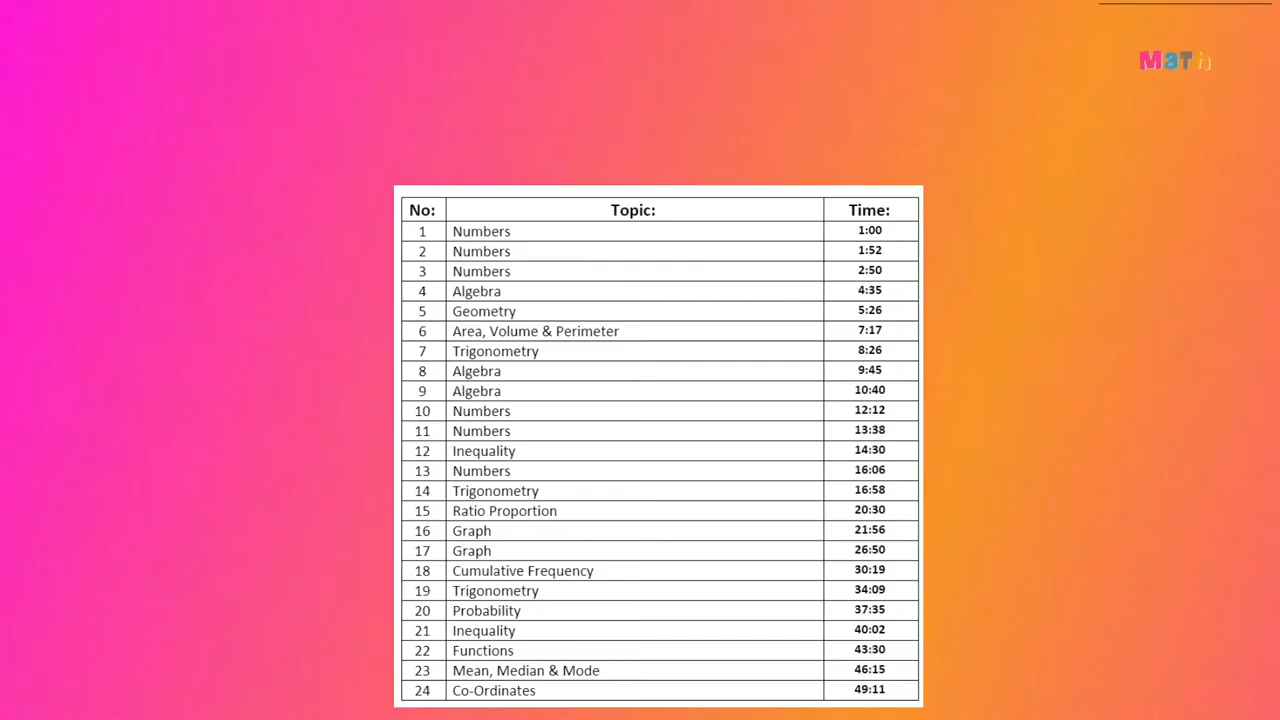 MaTh
No: Topic: Time:
1 Numbers 1:00
2 Numbers 1:52
3 Numbers 2:50
4 Algebra 4:35
5 Geometry 5:26
6 Area, Volume & Perimeter 7:17
7 Trigonometry 8:26
8 Algebra 9:45
9 Algebra 10:40
10 Numbers 12:12
11 Numbers 13:38
12 Inequality 14:30
13 Numbers 16:06
14 Trigonometry 16:58
15 Ratio Proportion 20:30
16 Graph 21:56
17 Graph 26:50
18 Cumulative Frequency 30:19
19 Trigonometry 34:09
20 Probability 37:35
21 Inequality 40:02
22 Functions 43:30
23 Mean, Median & Mode 46:15
24 Co-Ordinates 49:11